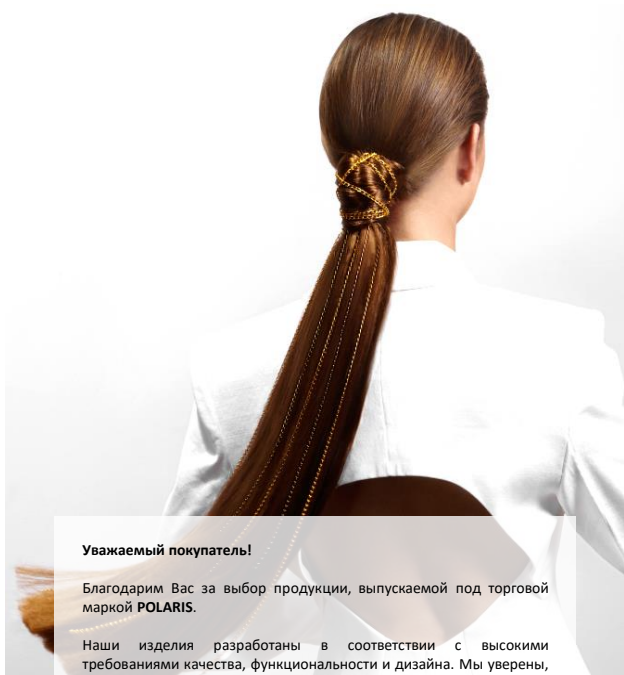 Уважаемый покупатель!
Благодарим Вас за выбор продукции, выпускаемой под торговой
маркой POLARIS.
Наши изделия разработаны в соответствии с высокими
требованиями качества, функциональности и дизайна. Мы уверены,